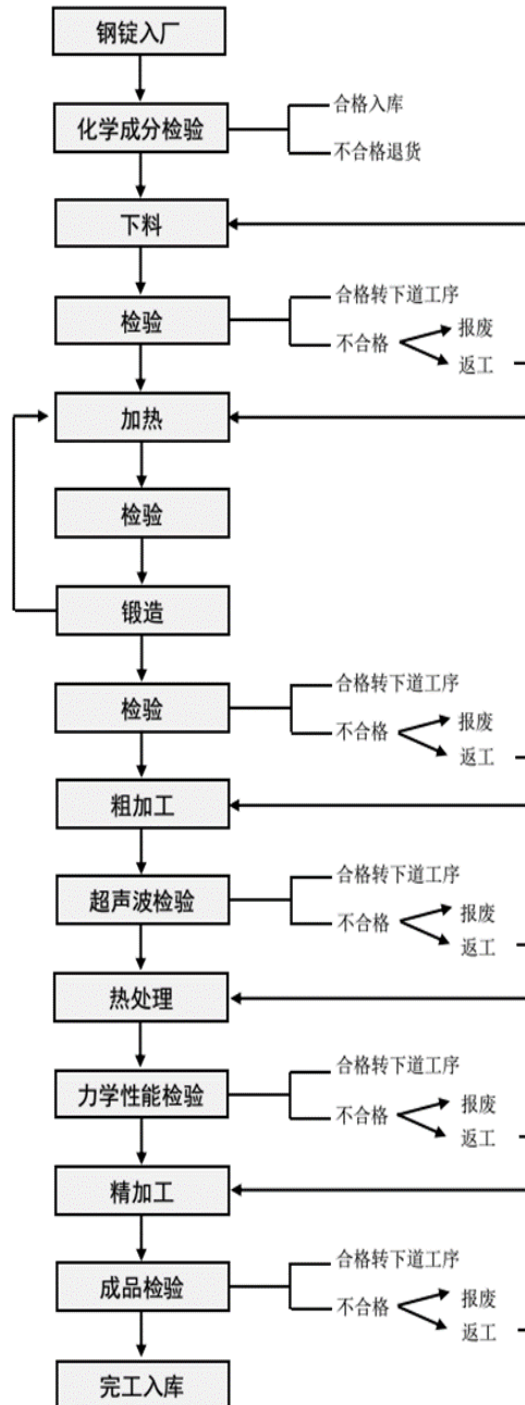 钢锭入厂
化学成分检验
合格入库
不合格退货
下料
检验
合格转下道工序
不合格
报废
返工
加热
检验
锻造
检验
合格转下道工序
不合格
报废
返工
粗加工
超声波检验
合格转下道工序
不合格
报废
返工
热处理
力学性能检验
合格转下道工序
不合格
报废
返工
精加工
成品检验
合格转下道工序
不合格
报废
返工
完工入库